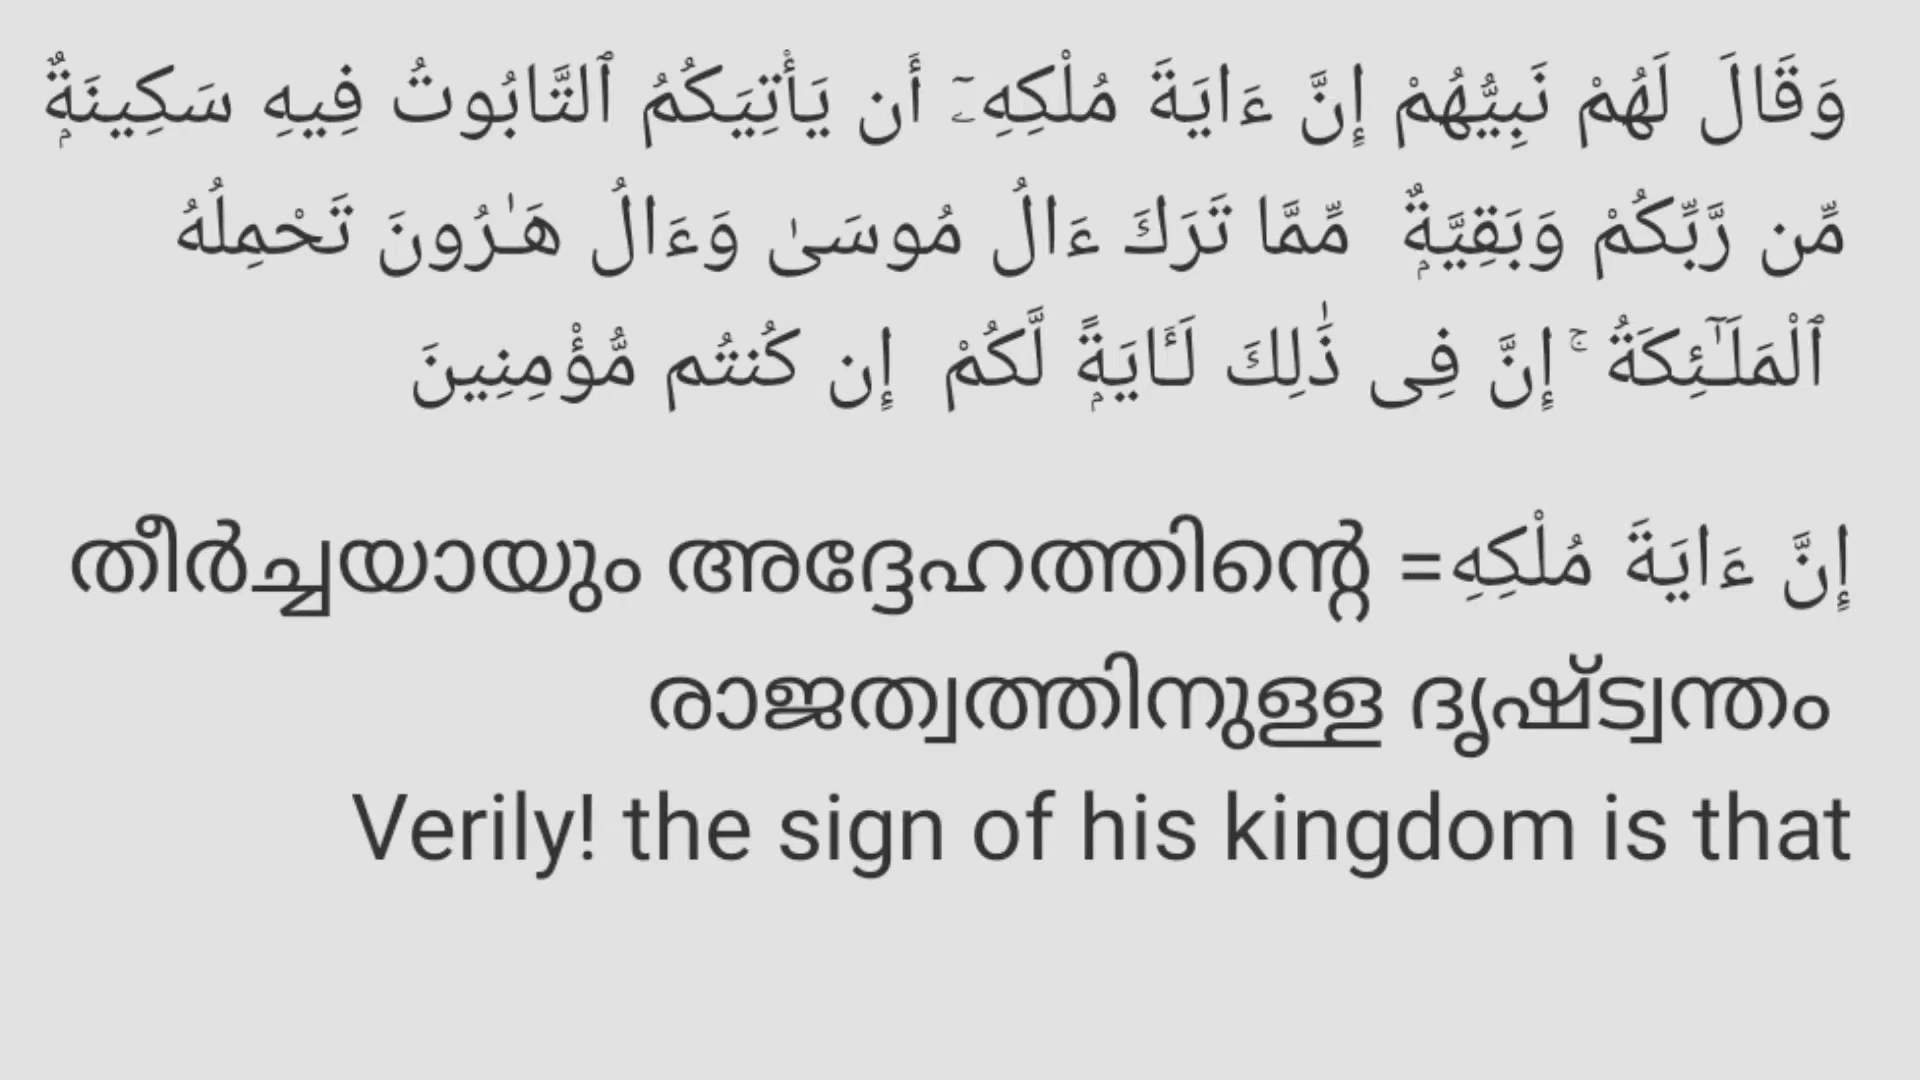 وَقَالَ لَهُمْ نَبِيُّهُمْ إِنَّ ءَايَةَ مُلْكِهِۦٓ أَن يَأْتِيَكُمُ ٱلتَّابُوتُ فِيهِ سَكِينَةٌۭ
مِّن رَّبِّكُمْ وَبَقِيَّةٌۭ مِّمَّا تَرَكَ ءَالُ مُوسَىٰ وَءَالُ هَـٰرُونَ تَحْمِلُهُ
ٱلْمَلَـٰٓئِكَةُ ۚ إِنَّ فِى ذَٰلِكَ لَـَٔايَةًۭ لَّكُمْ إِن كُنتُم مُّؤْمِنِينَ
إِنَّ ءَايَةَ مُلْكِهِ= തീർച്ചയായും അദ്ദേഹത്തിന്റെ
രാജത്വത്തിനുള്ള ദൃഷ്ട്വന്തം
Verily! the sign of his kingdom is that